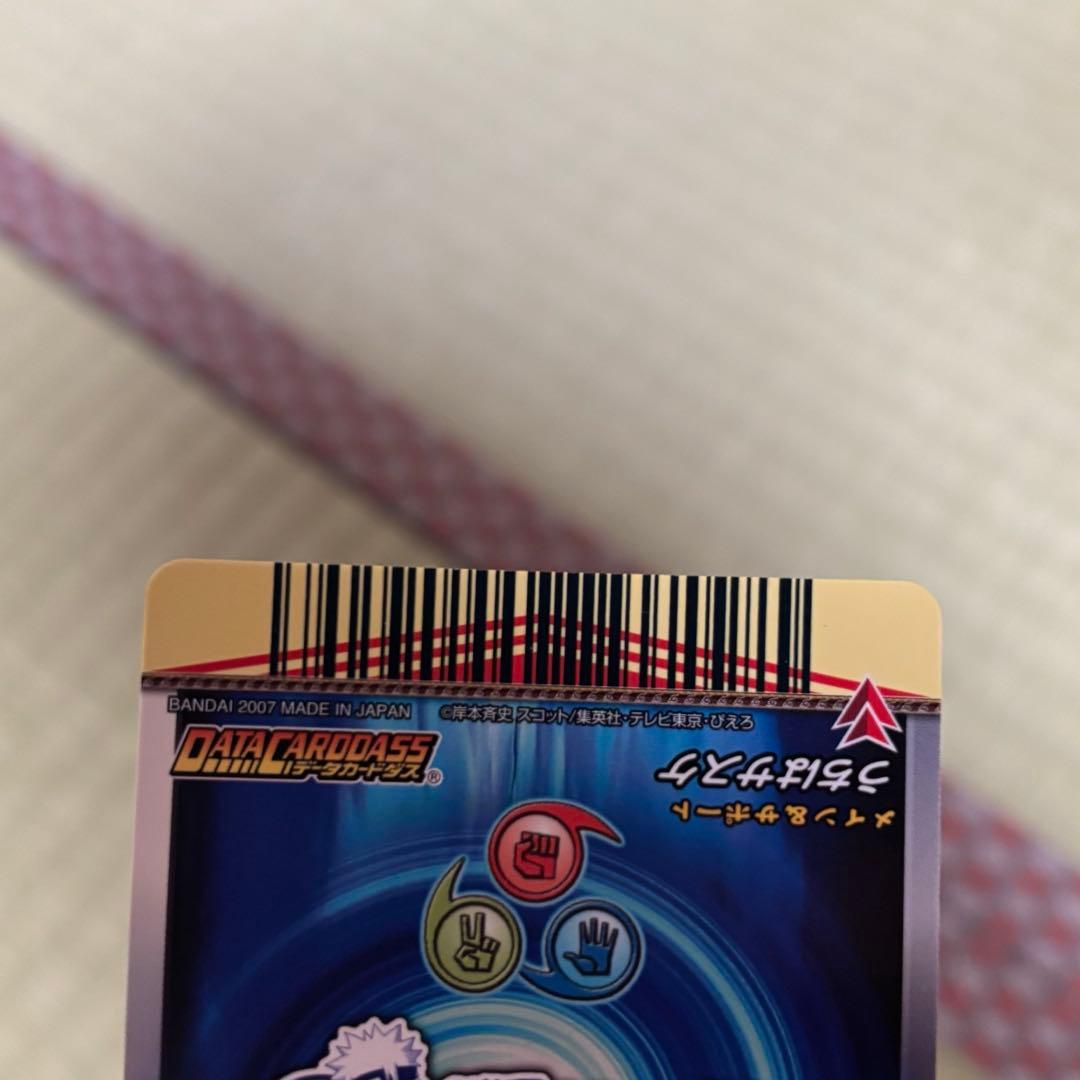 BANDAI 2007 MADE IN JAPAN ©岸本斉史 スコット/集英社・テレビ東京・ぴえろ
DATA CARDDASS
データカードダス®
うちはサスケ
メイン&サポート